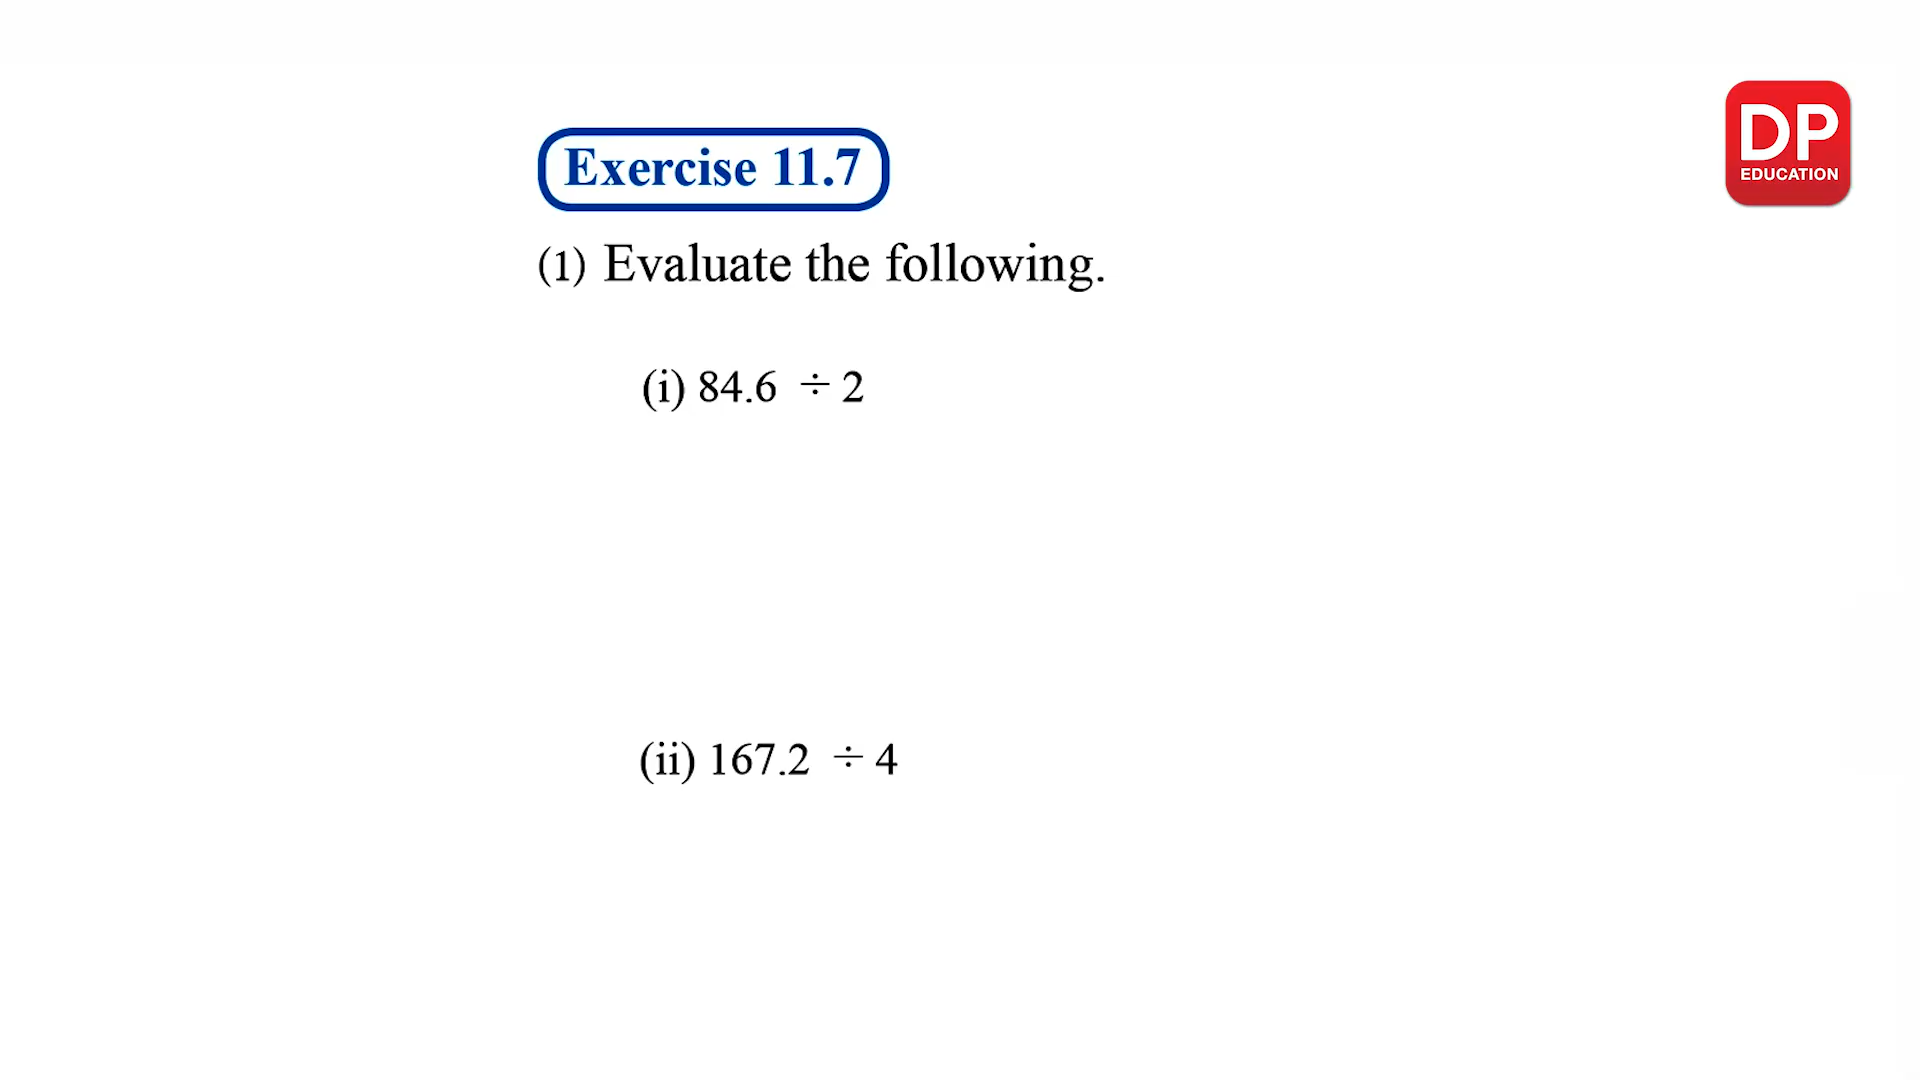 DP
EDUCATION
Exercise 11.7
(1) Evaluate the following.
(i) 84.6 ÷ 2
(ii) 167.2 ÷ 4